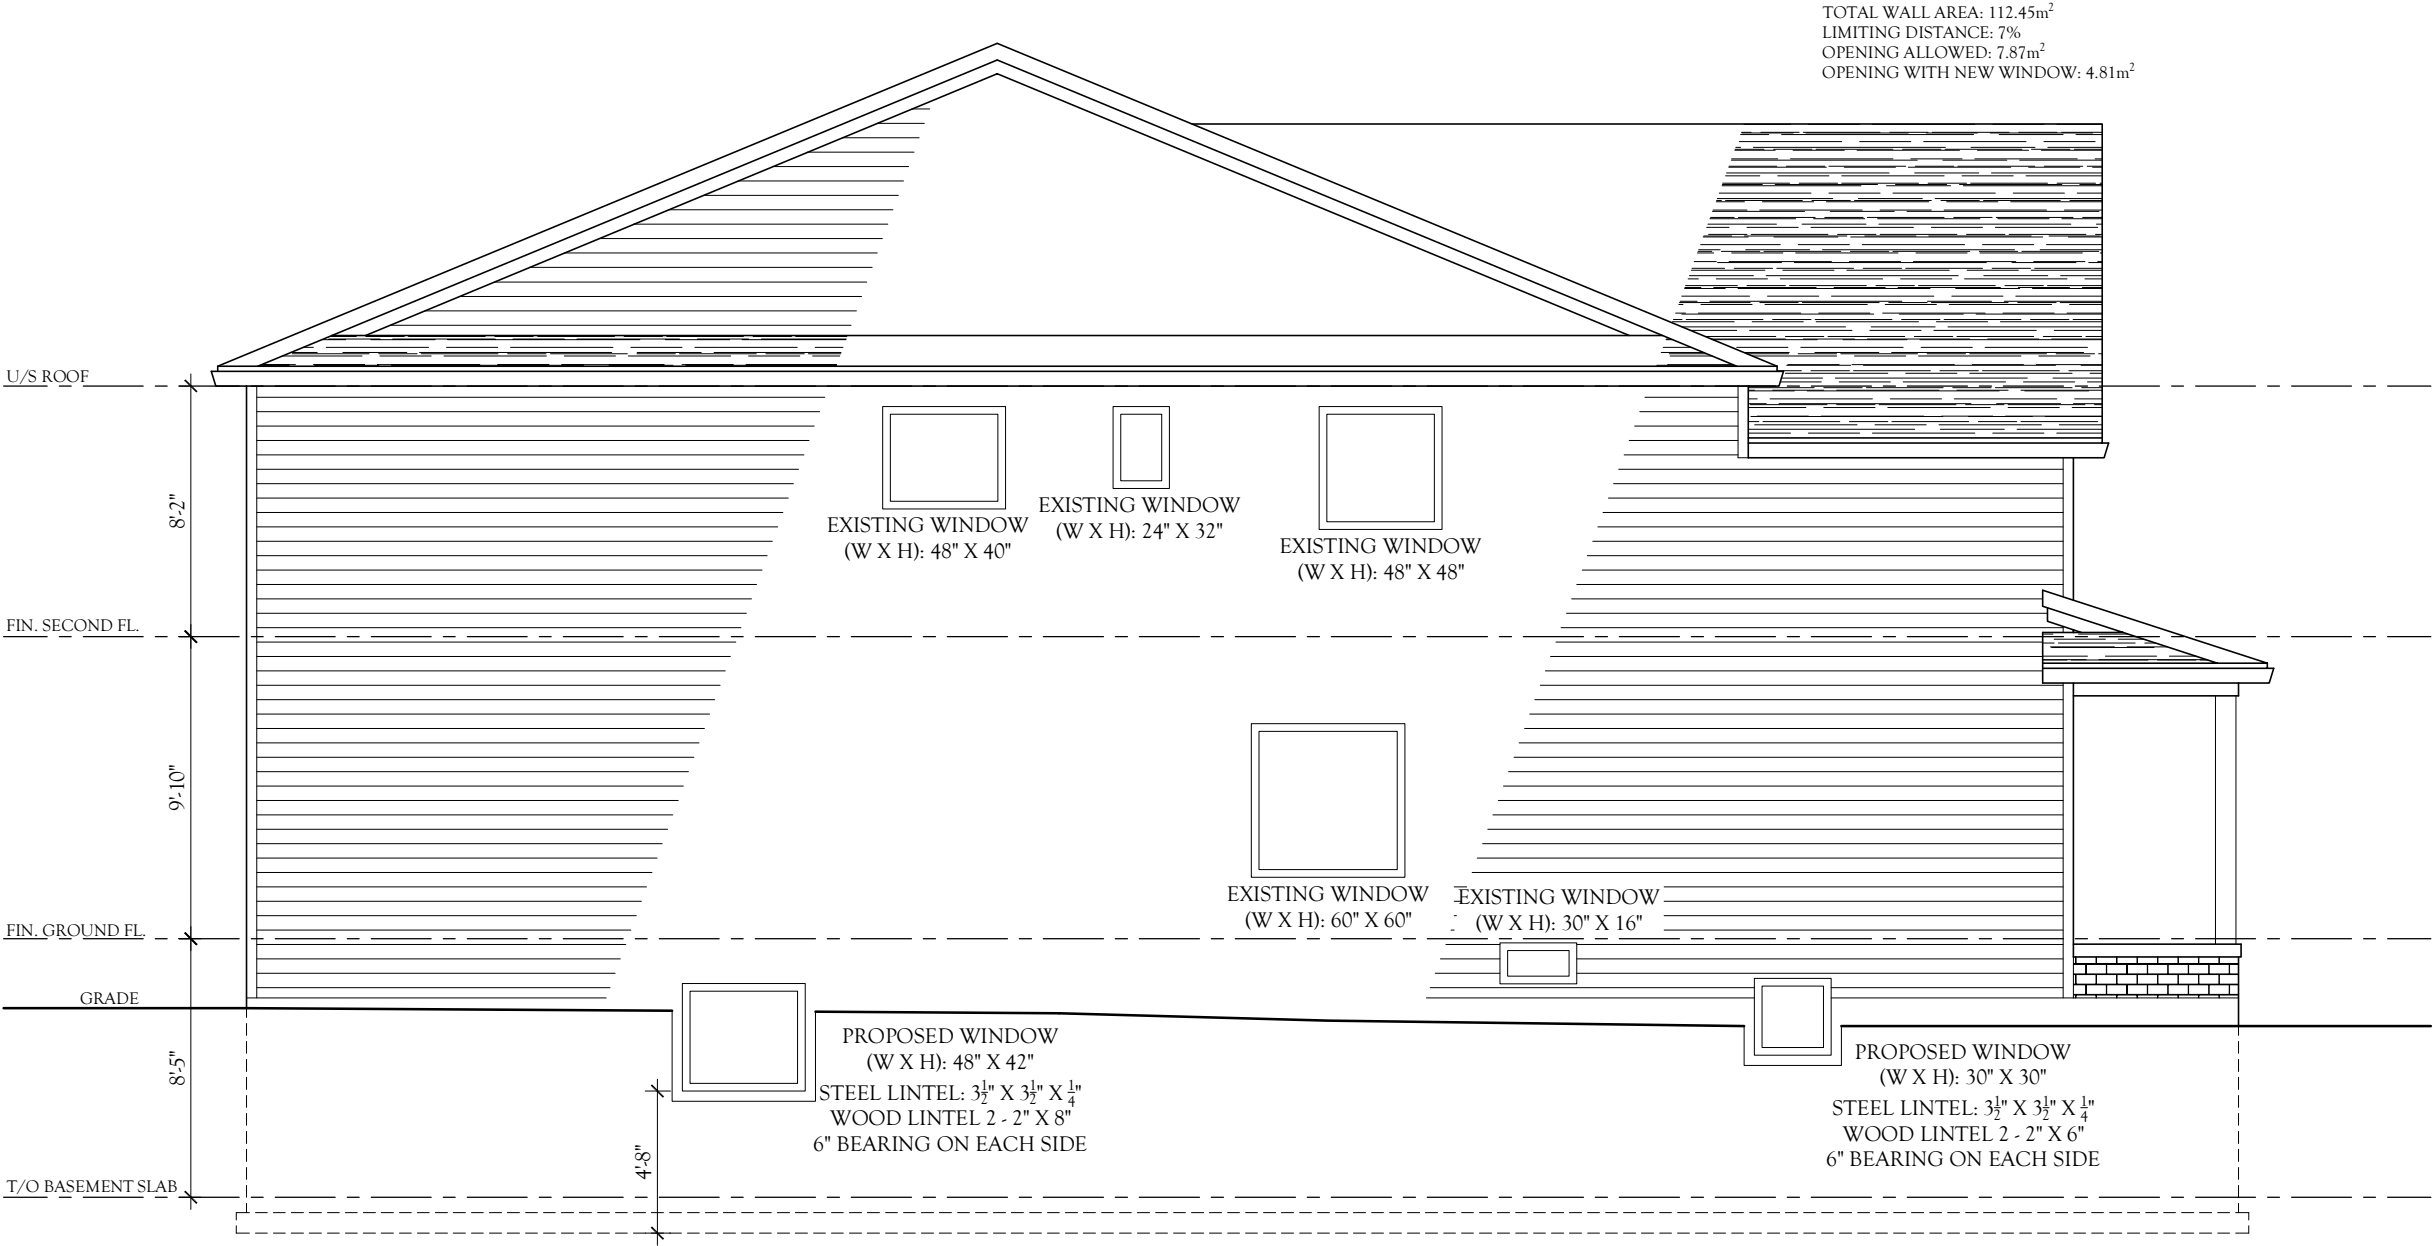 TOTAL WALL AREA: 112.45m²
LIMITING DISTANCE: 7%
OPENING ALLOWED: 7.87m²
OPENING WITH NEW WINDOW: 4.81m²
U/S ROOF
8'-2"
EXISTING WINDOW
(W X H): 48" X 40"
EXISTING WINDOW
(W X H): 24" X 32"
EXISTING WINDOW
(W X H): 48" X 48"
FIN. SECOND FL.
9'-10"
EXISTING WINDOW
(W X H): 60" X 60"
EXISTING WINDOW
(W X H): 30" X 16"
FIN. GROUND FL.
GRADE
8'-5"
PROPOSED WINDOW
(W X H): 48" X 42"
STEEL LINTEL: 3½" X 3½" X ¼"
WOOD LINTEL 2 - 2" X 8"
6" BEARING ON EACH SIDE
PROPOSED WINDOW
(W X H): 30" X 30"
STEEL LINTEL: 3½" X 3½" X ¼"
WOOD LINTEL 2 - 2" X 6"
6" BEARING ON EACH SIDE
4'-8"
T/O BASEMENT SLAB